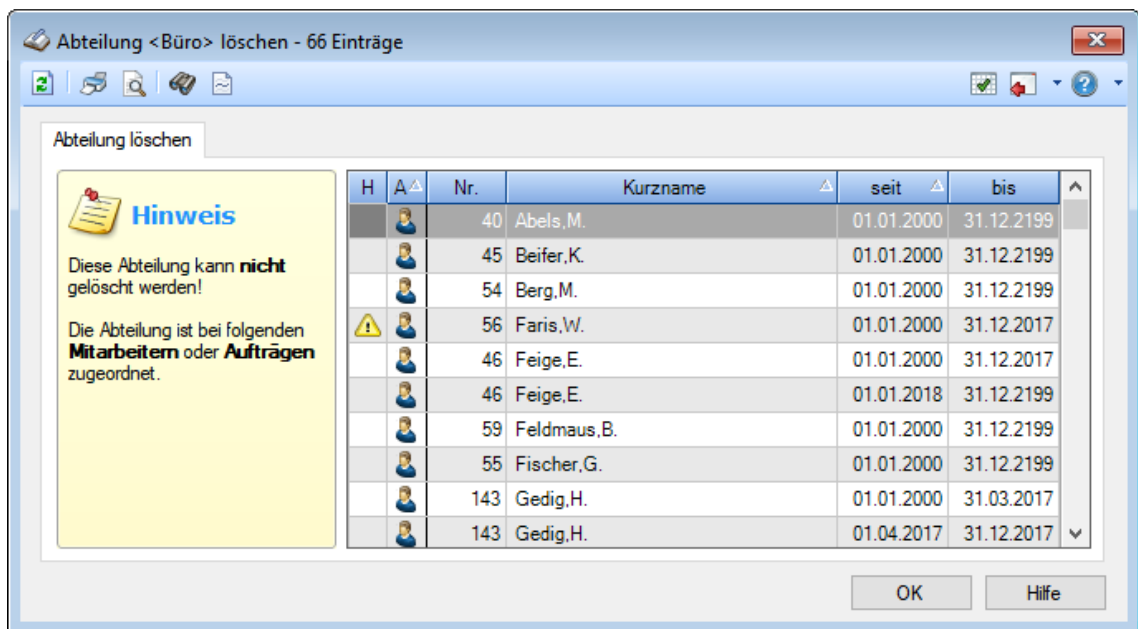 Abteilung <Büro> löschen - 66 Einträge
Abteilung löschen
Hinweis
Diese Abteilung kann nicht
gelöscht werden!
Die Abteilung ist bei folgenden
Mitarbeitern oder Aufträgen
zugeordnet.
H A Nr. Kurzname seit bis
40 Abels,M. 01.01.2000 31.12.2199
45 Beifer,K. 01.01.2000 31.12.2199
54 Berg,M. 01.01.2000 31.12.2199
56 Faris,W. 01.01.2000 31.12.2017
46 Feige,E. 01.01.2000 31.12.2017
46 Feige,E. 01.01.2018 31.12.2199
59 Feldmaus,B. 01.01.2000 31.12.2199
55 Fischer,G. 01.01.2000 31.12.2199
143 Gedig,H. 01.01.2000 31.03.2017
143 Gedig,H. 01.04.2017 31.12.2017
OK Hilfe